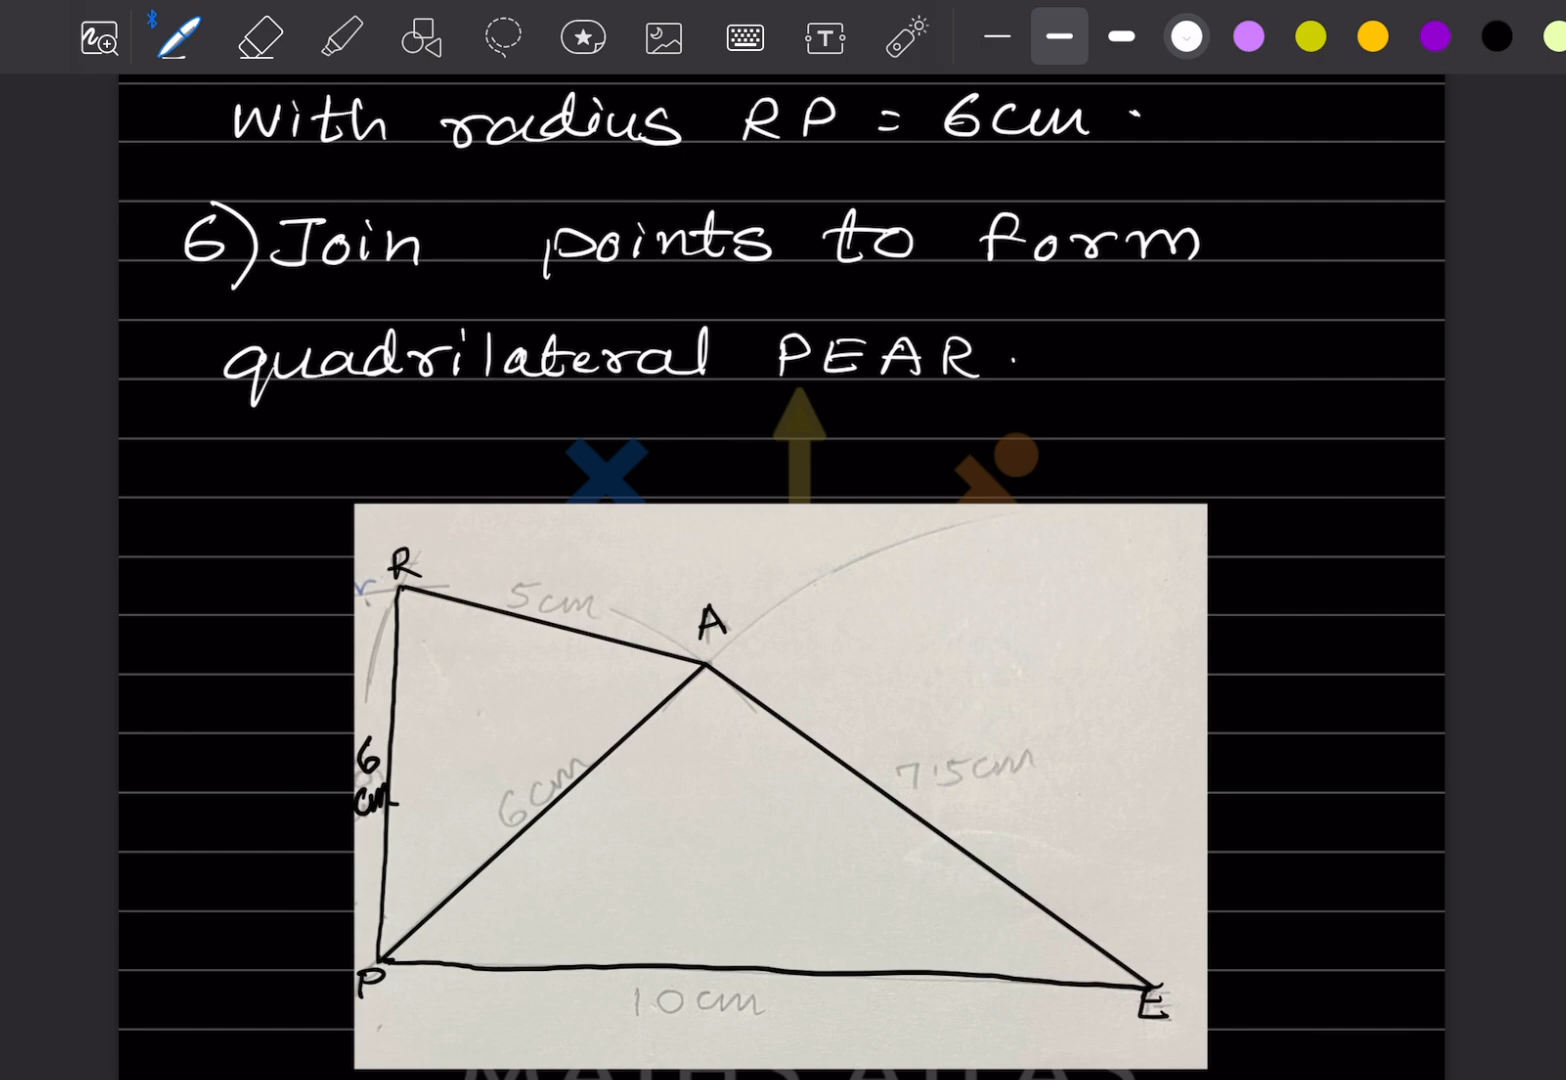 With radius RP = 6cm.
6) Join points to form
quadrilateral PEAR.
R
5cm
A
6
cm
6cm
7.5cm
P
10cm
E